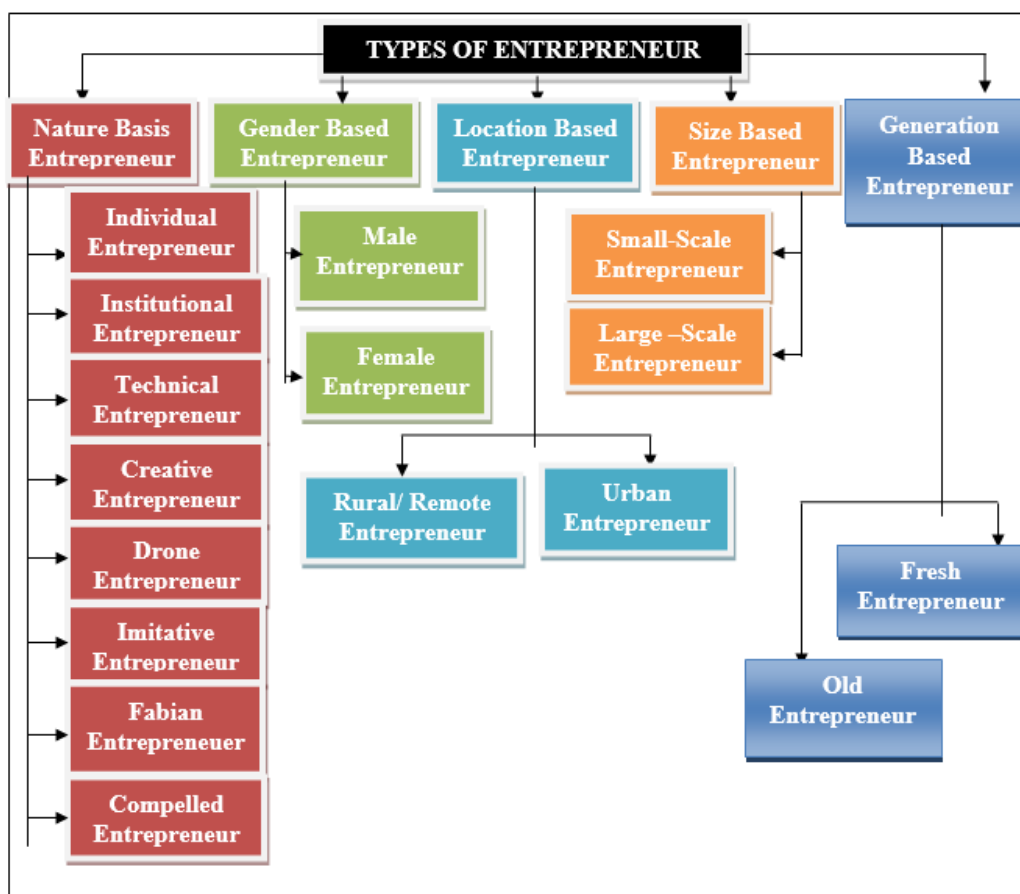 TYPES OF ENTREPRENEUR
Nature Basis
Entrepreneur
Gender Based
Entrepreneur
Location Based
Entrepreneur
Size Based
Entrepreneur
Generation
Based
Entrepreneur
Individual
Entrepreneur
Institutional
Entrepreneur
Technical
Entrepreneur
Creative
Entrepreneur
Drone
Entrepreneur
Imitative
Entrepreneur
Fabian
Entrepreneuer
Compelled
Entrepreneur
Male
Entrepreneur
Female
Entrepreneur
Rural/ Remote
Entrepreneur
Urban
Entrepreneur
Small-Scale
Entrepreneur
Large –Scale
Entrepreneur
Fresh
Entrepreneur
Old
Entrepreneur